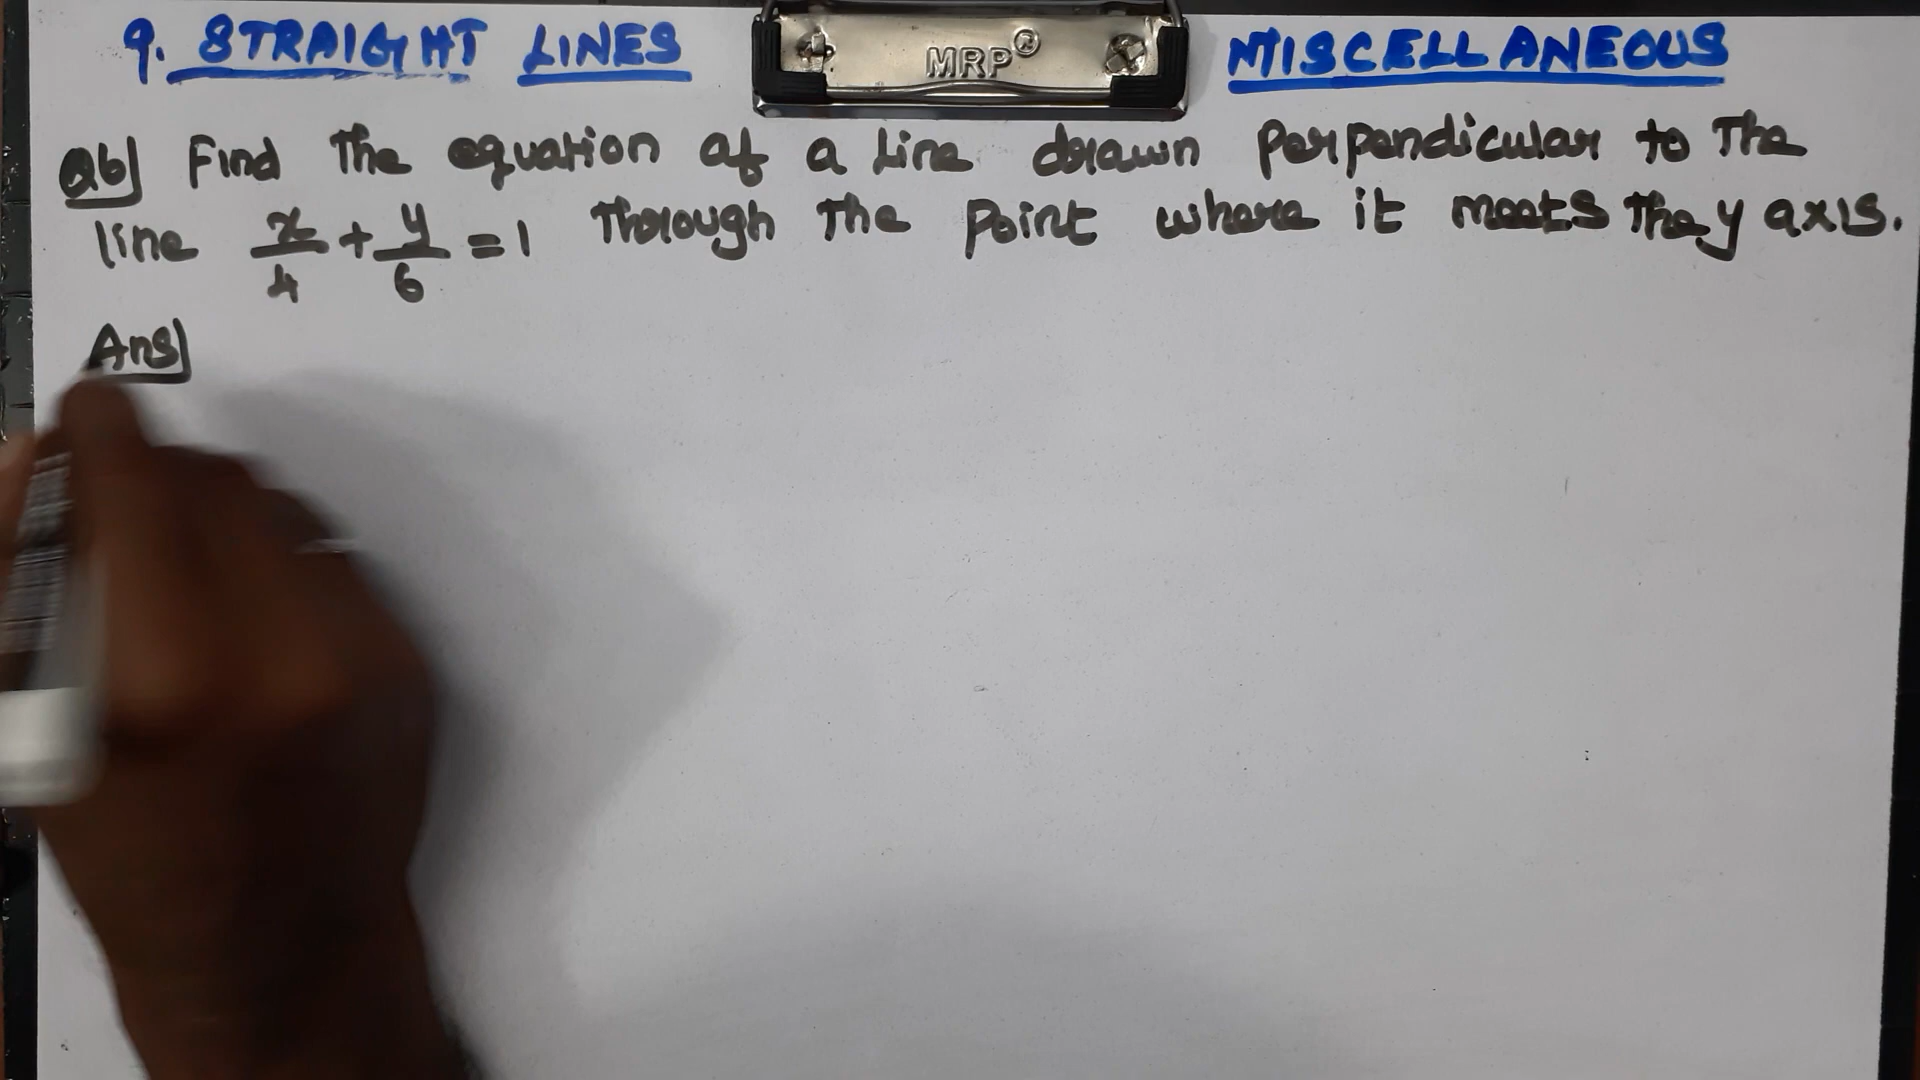 9. STRAIGHT LINES
MRP®
MISCELLANEOUS
Q6] Find The equation of a Line drawn Perpendicular to The
line x/4 + y/6 = 1 Through The Point where it meets The y axis.
Ans]